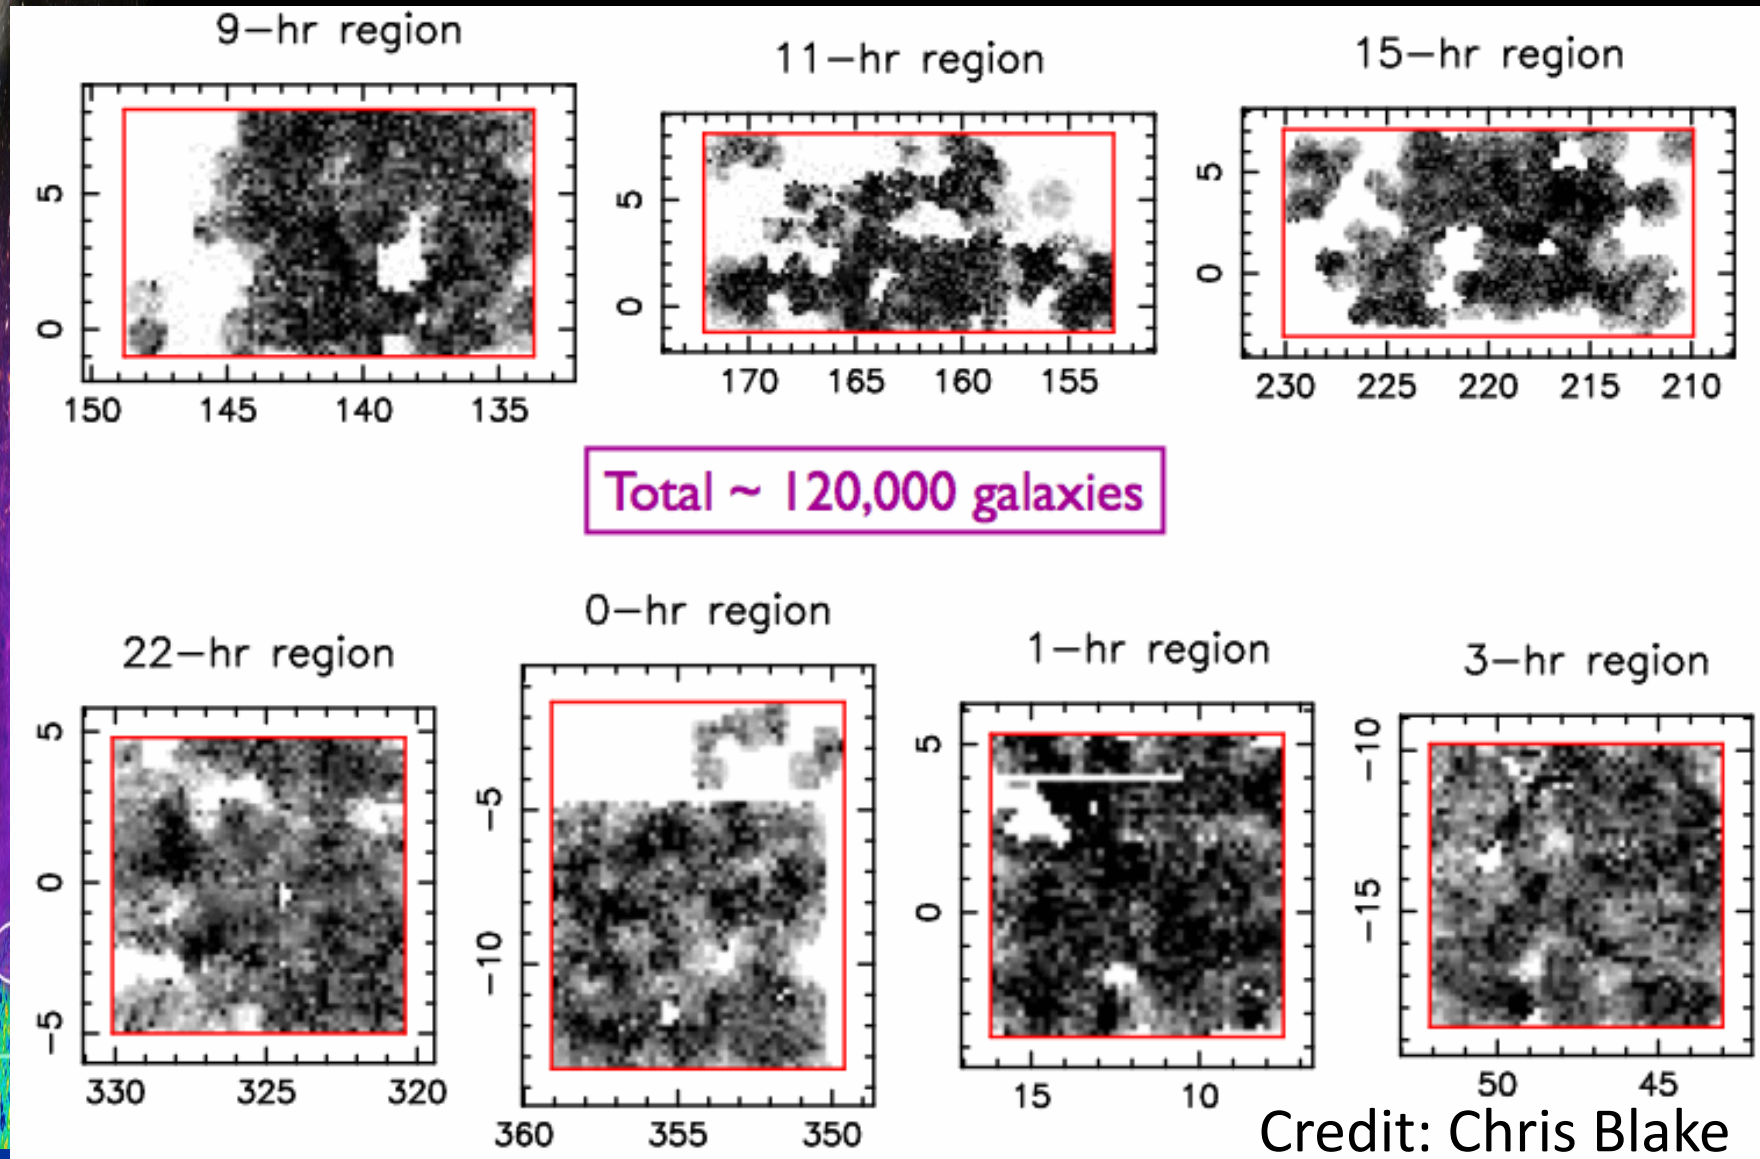 9-hr region
11-hr region
15-hr region
5
0
150 145 140 135
5
0
170 165 160 155
5
0
230 225 220 215 210
Total ~ 120,000 galaxies
22-hr region
0-hr region
1-hr region
3-hr region
5
0
-5
330 325 320
-5
-10
360 355 350
5
0
15 10
-10
-15
50 45
Credit: Chris Blake